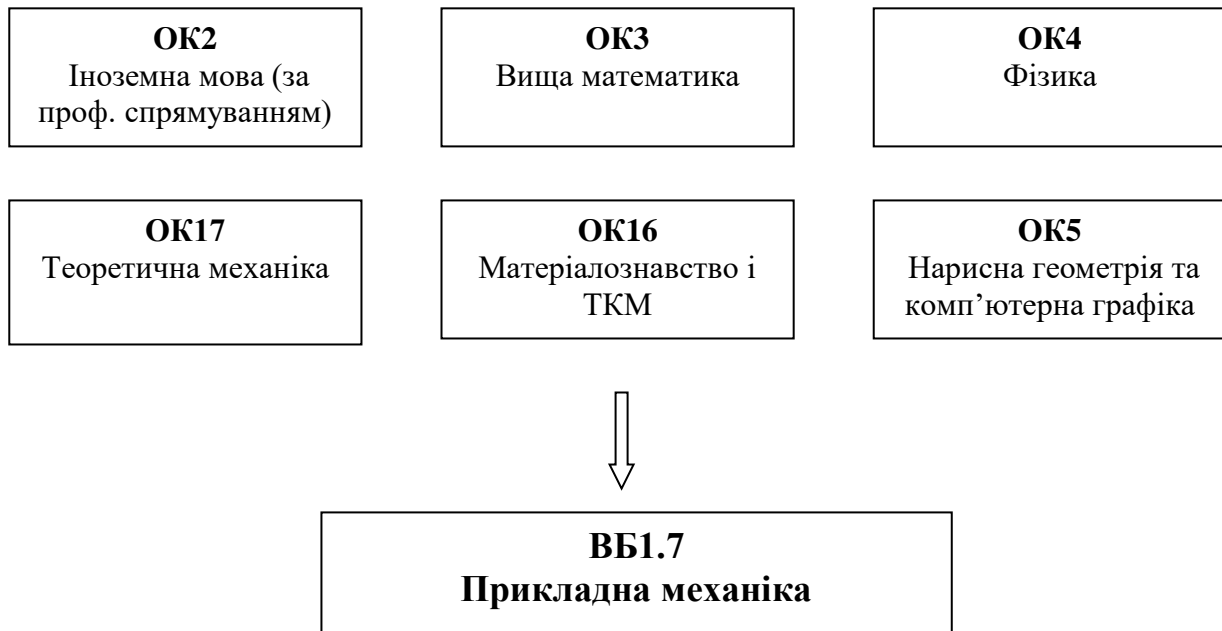 ОК2
Іноземна мова (за
проф. спрямуванням)
ОК3
Вища математика
ОК4
Фізика
ОК17
Теоретична механіка
ОК16
Матеріалознавство і
ТКМ
ОК5
Нарисна геометрія та
комп’ютерна графіка
ВБ1.7
Прикладна механіка